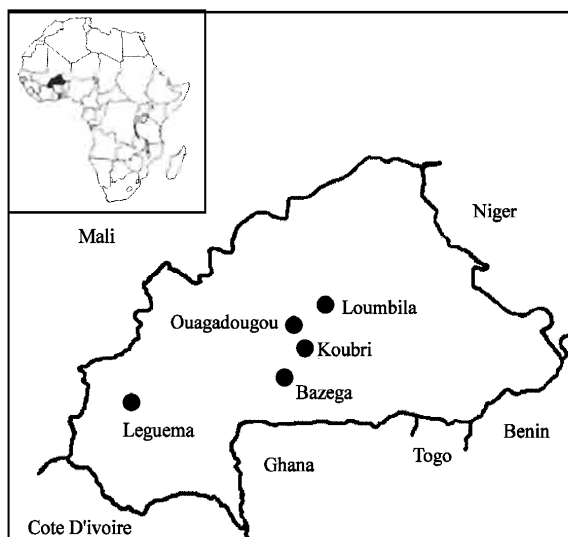 Mali
Niger
Loumbila
Ouagadougou
Koubri
Bazega
Leguema
Benin
Togo
Ghana
Cote D'ivoire